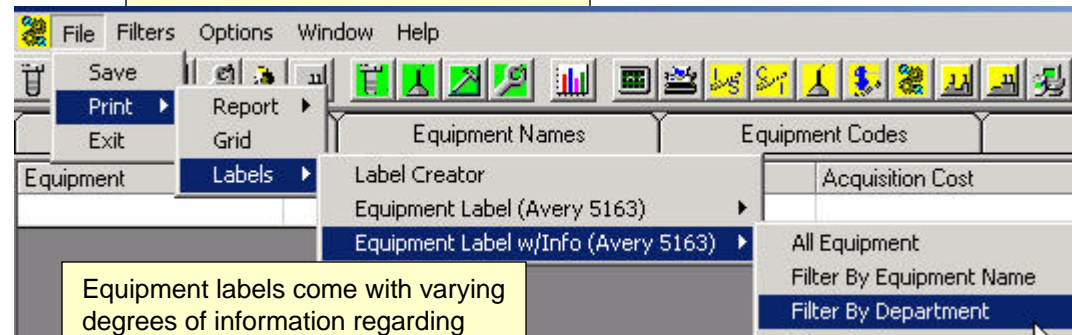 File Filters Options Window Help
Save
Print
Exit
Report
Grid
Labels
Equipment Names
Equipment Codes
Equipment
Acquisition Cost
Label Creator
Equipment Label (Avery 5163)
Equipment Label w/Info (Avery 5163)
All Equipment
Filter By Equipment Name
Filter By Department
Equipment labels come with varying
degrees of information regarding